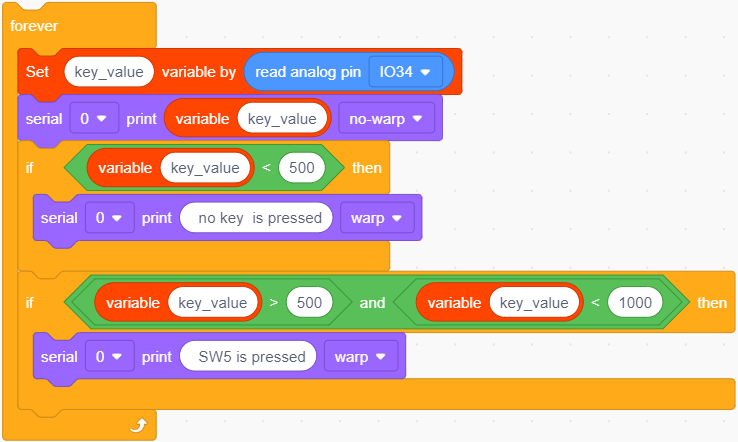 forever
Set key_value variable by read analog pin IO34
serial 0 print variable key_value no-warp
if variable key_value < 500 then
serial 0 print no key is pressed warp
if variable key_value > 500 and variable key_value < 1000 then
serial 0 print SW5 is pressed warp